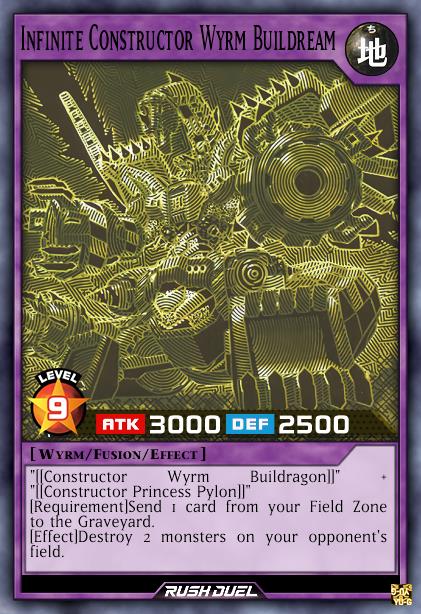 Infinite Constructor Wyrm Buildream
ち
地
LEVEL
9
ATK 3000 DEF 2500
[ Wyrm/Fusion/Effect ]
"[[Constructor Wyrm Buildragon]]" +
"[[Constructor Princess Pylon]]"
[Requirement]Send 1 card from your Field Zone
to the Graveyard.
[Effect]Destroy 2 monsters on your opponent's
field.
RUSH DUEL